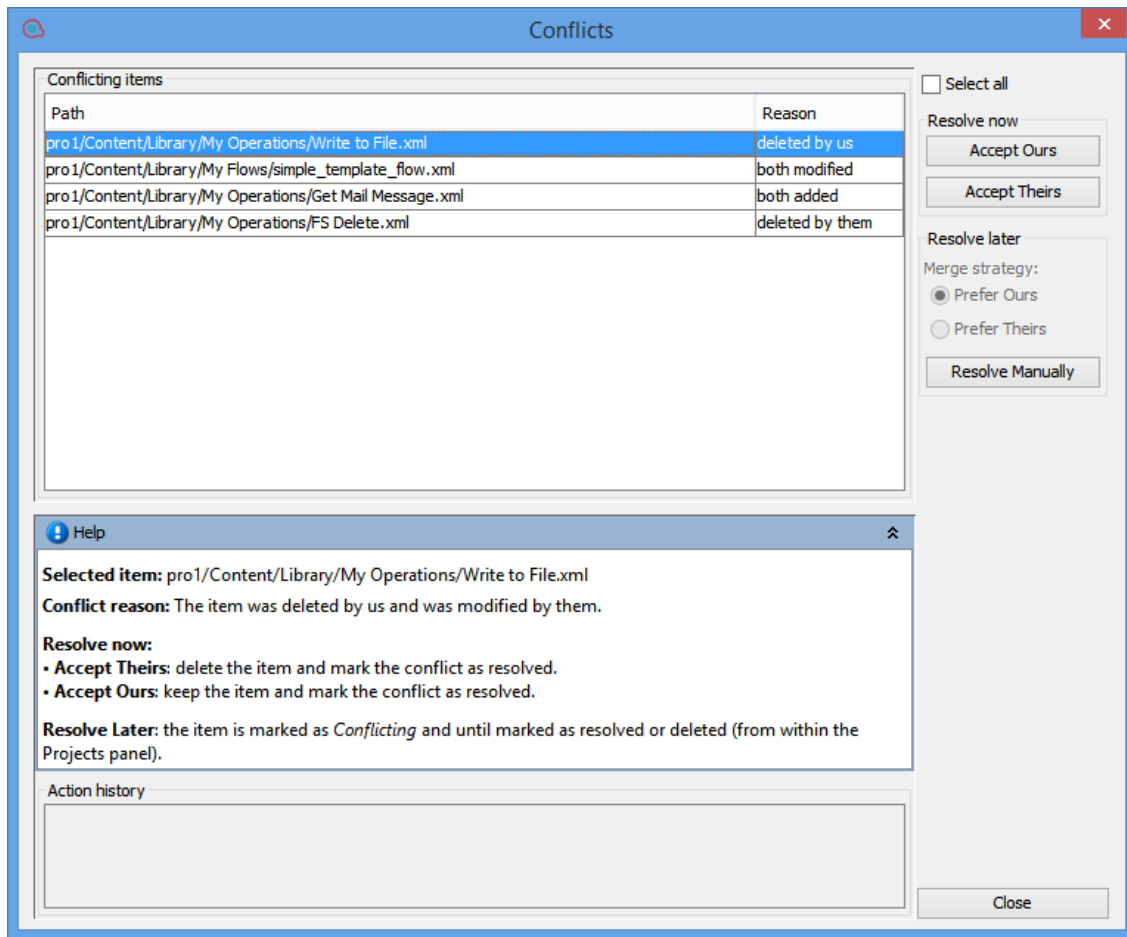 Conflicts
Conflicting items
Path Reason
pro1/Content/Library/My Operations/Write to File.xml deleted by us
pro1/Content/Library/My Flows/simple_template_flow.xml both modified
pro1/Content/Library/My Operations/Get Mail Message.xml both added
pro1/Content/Library/My Operations/FS Delete.xml deleted by them
Select all
Resolve now
Accept Ours
Accept Theirs
Resolve later
Merge strategy:
Prefer Ours
Prefer Theirs
Resolve Manually
Help
Selected item: pro1/Content/Library/My Operations/Write to File.xml
Conflict reason: The item was deleted by us and was modified by them.
Resolve now:
• Accept Theirs: delete the item and mark the conflict as resolved.
• Accept Ours: keep the item and mark the conflict as resolved.
Resolve Later: the item is marked as Conflicting and until marked as resolved or deleted (from within the
Projects panel).
Action history
Close